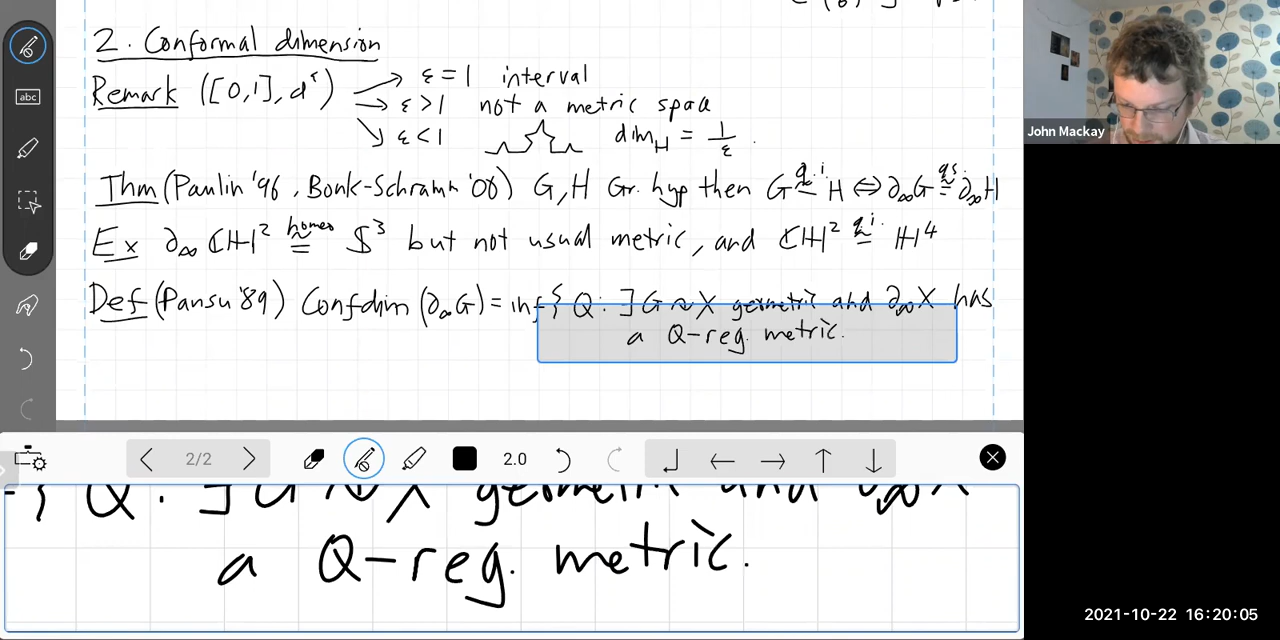 2. Conformal dimension
Remark ([0,1], dᵋ) → ε = 1 interval
→ ε > 1 not a metric space
↘ ε < 1 dim_H = 1/ε.
Thm (Paulin '96, Bonk-Schramm '00) G, H Gr. hyp then G ≅^{q.i.} H ⇔ ∂∞G ≅^{qs.} ∂∞H
Ex ∂∞ ℂℍ² ≅^{homeo} 𝕊³ but not usual metric, and ℂℍ² ≇^{q.i.} ℍ⁴
Def (Pansu '89) Confdim (∂∞G) = inf { Q : ∃ G ↷ X geometric and ∂∞X has
a Q-reg. metric.
abc
2/2
2.0
{ Q : ∃ G ↷ X geometric and ∂∞X
a Q-reg. metric.
John Mackay
2021-10-22 16:20:05